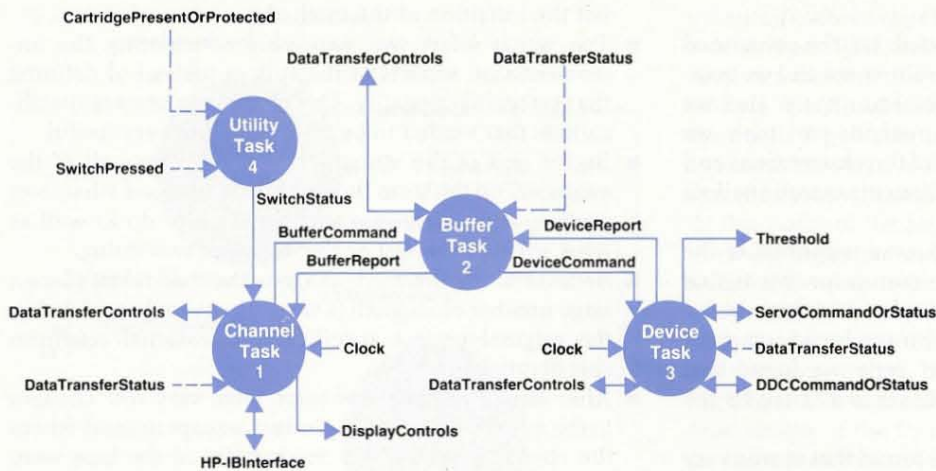 CartridgePresentOrProtected
DataTransferControls
DataTransferStatus
Utility
Task
4
SwitchPressed
SwitchStatus
BufferCommand
Buffer
Task
2
DeviceReport
BufferReport
DeviceCommand
Threshold
DataTransferControls
Channel
Task
1
Clock
Clock
Device
Task
3
ServoCommandOrStatus
DataTransferStatus
DataTransferStatus
DataTransferControls
DDCCommandOrStatus
DisplayControls
HP-IBInterface